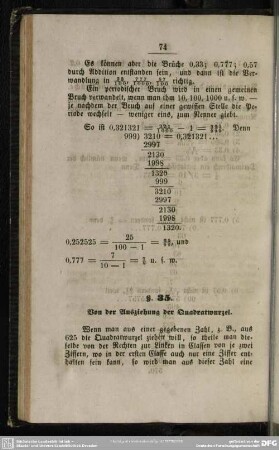 74
Es können aber die Brüche 0,33; 0,777; 0,57
durch Addition entstanden sein, und dann ist die Ver-
wandlung in richtig.
Ein periodischer Bruch wird in einen gemeinen
Bruch verwandelt, wenn man ihm 10, 100, 1000 u. s. w. —
je nachdem der Bruch auf einer gewissen Stelle die Pe-
riode wechselt — weniger eins, zum Nenner giebt.
So ist 0,321321 = — 1 = Denn
999) 3210 = 0,321321 ...
2997
2130
1998
1320
999
3210
2997
2130
1998
1320.
0,252525 = 25 / 100 — 1 = und
0,777 = 7 / 10 — 1 = u. s. w.
§. 35.
Von der Ausziehung der Quadratwurzel.
Wenn man aus einer gegebenen Zahl, z. B. aus
625 die Quadratwurzel ziehen will, so theile man die-
selbe von der Rechten zur Linken in Classen von je zwei
Ziffern, wo in der ersten Classe auch nur eine Ziffer ent-
halten sein kann, so wird man aus dieser Zahl eine